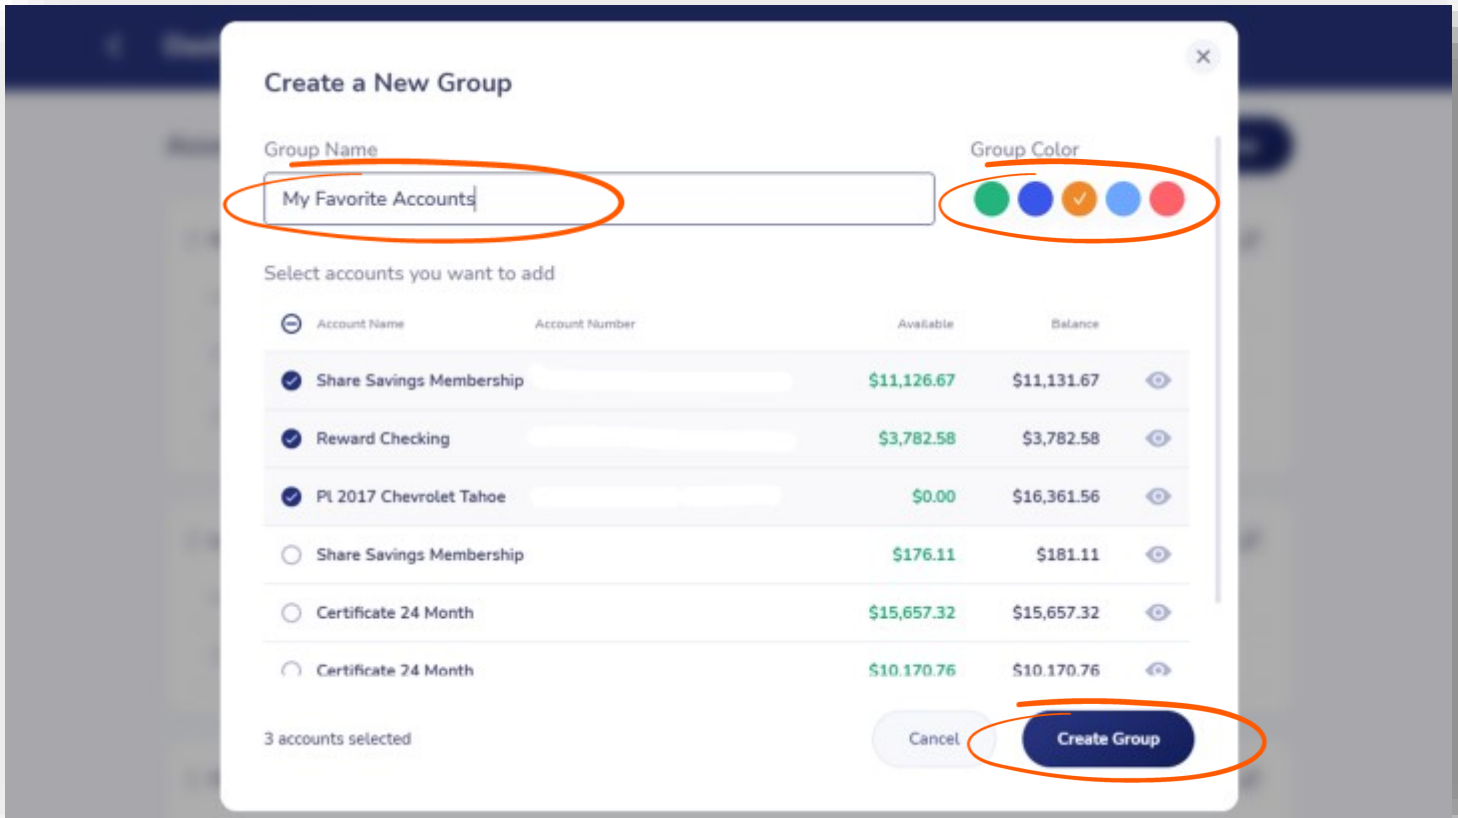 Create a New Group
Group Name
Group Color
My Favorite Accounts
Select accounts you want to add
Account Name Account Number Available Balance
Share Savings Membership $11,126.67 $11,131.67
Reward Checking $3,782.58 $3,782.58
Pl 2017 Chevrolet Tahoe $0.00 $16,361.56
Share Savings Membership $176.11 $181.11
Certificate 24 Month $15,657.32 $15,657.32
Certificate 24 Month $10,170.76 $10,170.76
3 accounts selected Cancel Create Group